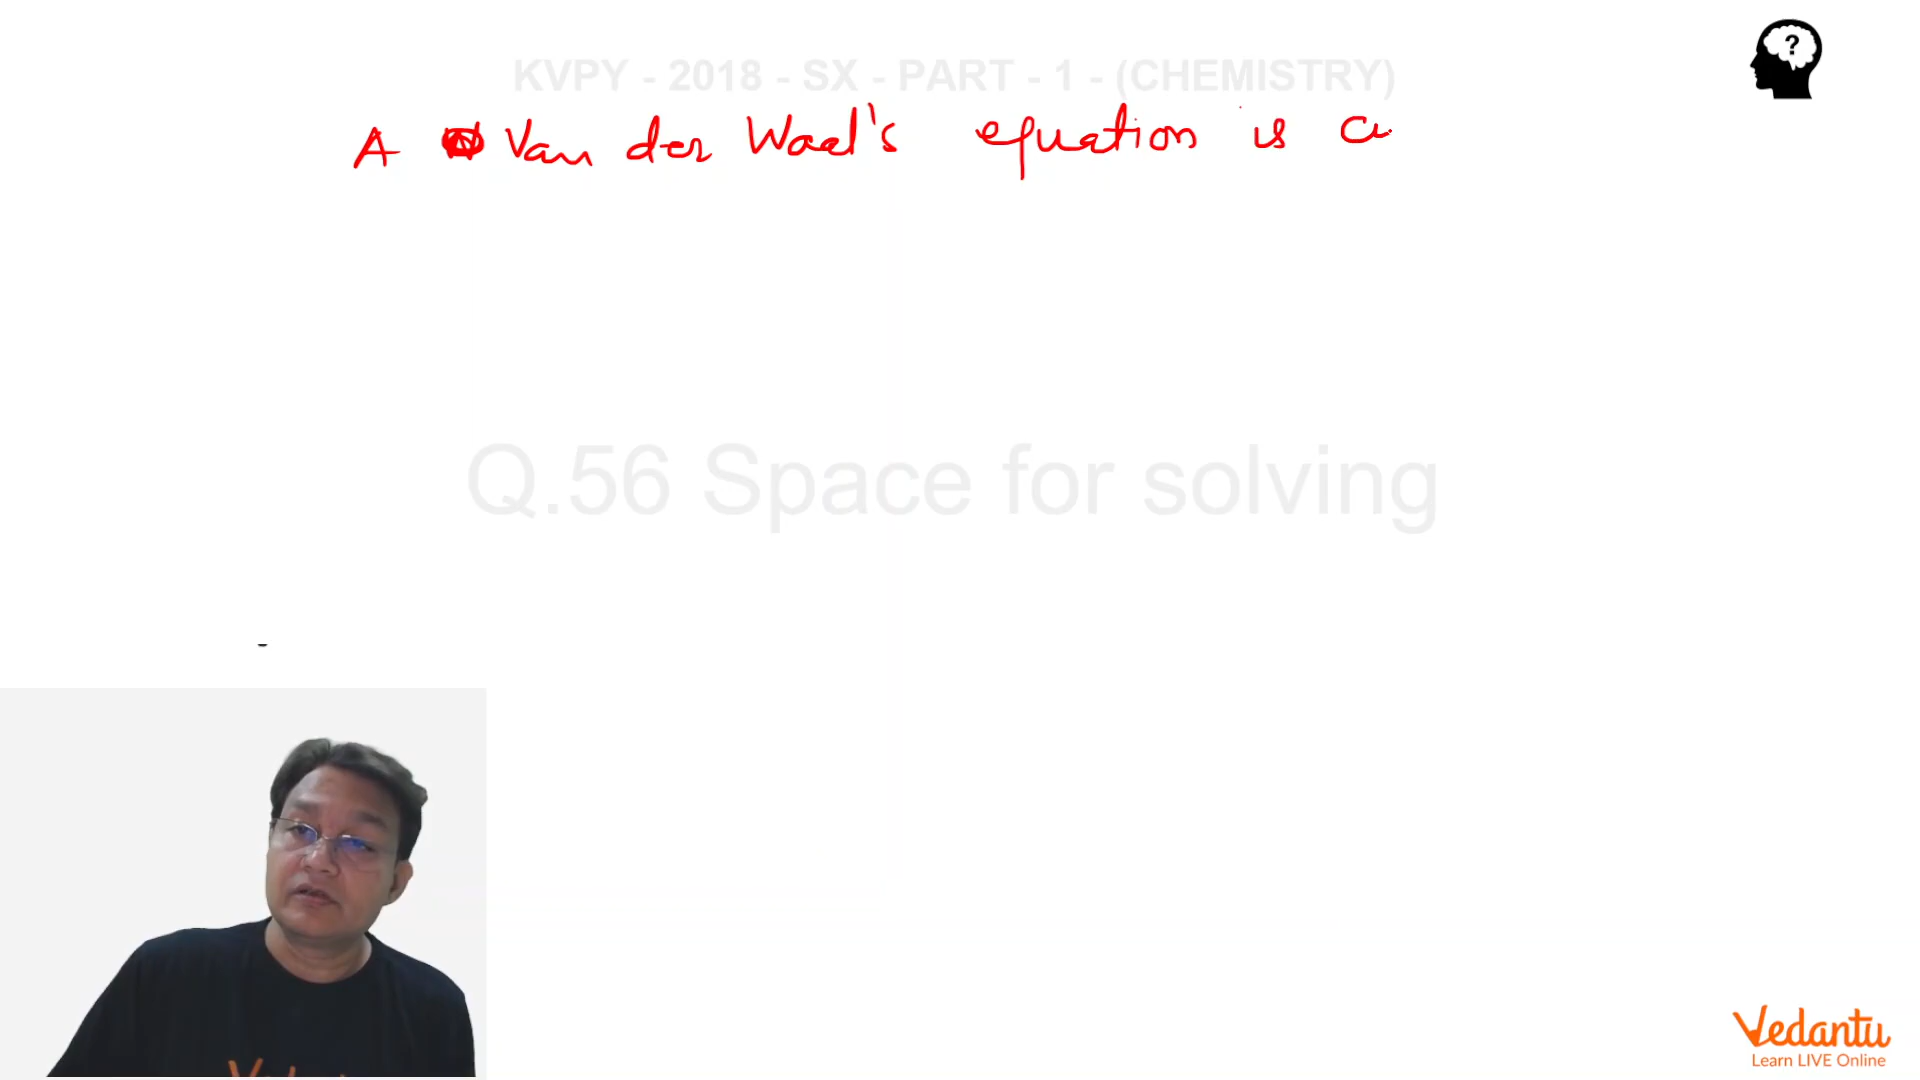 ?
KVPY - 2018 - SX - PART - 1 - (CHEMISTRY)
A Van der Waal's equation is a
Q.56 Space for solving
Vedantu
Learn LIVE Online